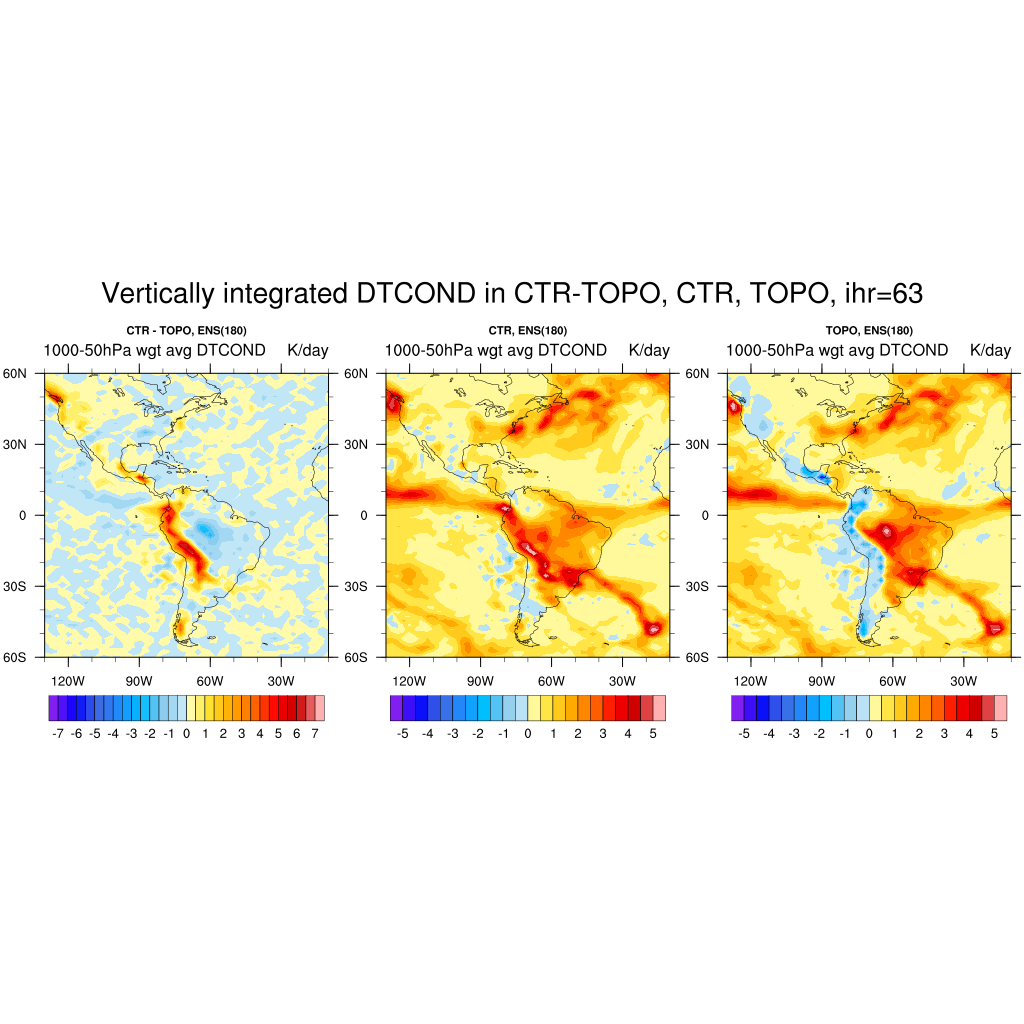 Vertically integrated DTCOND in CTR-TOPO, CTR, TOPO, ihr=63
CTR - TOPO, ENS(180)
1000-50hPa wgt avg DTCOND K/day
60N
30N
0
30S
60S
120W 90W 60W 30W
-7 -6 -5 -4 -3 -2 -1 0 1 2 3 4 5 6 7
CTR, ENS(180)
1000-50hPa wgt avg DTCOND K/day
60N
30N
0
30S
60S
120W 90W 60W 30W
-5 -4 -3 -2 -1 0 1 2 3 4 5
TOPO, ENS(180)
1000-50hPa wgt avg DTCOND K/day
60N
30N
0
30S
60S
120W 90W 60W 30W
-5 -4 -3 -2 -1 0 1 2 3 4 5